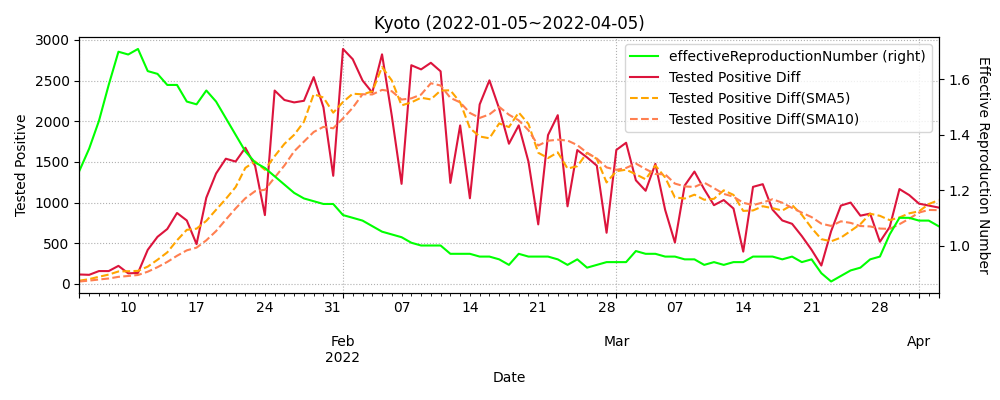 Kyoto (2022-01-05~2022-04-05)
effectiveReproductionNumber (right)
Tested Positive Diff
Tested Positive Diff(SMA5)
Tested Positive Diff(SMA10)
Tested Positive
3000
2500
2000
1500
1000
500
0
Effective Reproduction Number
1.6
1.4
1.2
1.0
10 17 24 31 07 14 21 28 07 14 21 28
Feb Mar Apr
2022
Date